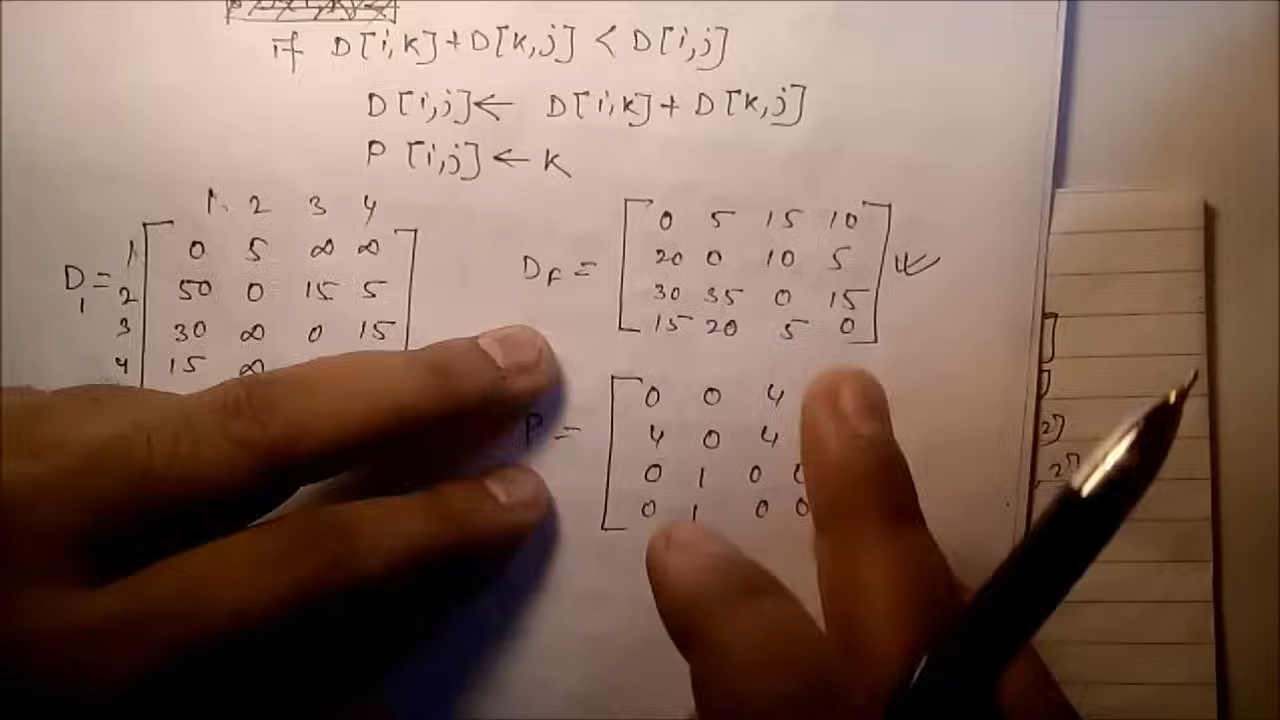 if D[i,k]+D[k,j] < D[i,j]
D[i,j]← D[i,k]+D[k,j]
P[i,j]←k
1 2 3 4
D1=
1 0 5 ∞ ∞
2 50 0 15 5
3 30 ∞ 0 15
4 15 ∞
DF =
0 5 15 10
20 0 10 5
30 35 0 15
15 20 5 0
P =
0 0 4
4 0 4
0 1 0
0 1 0 0